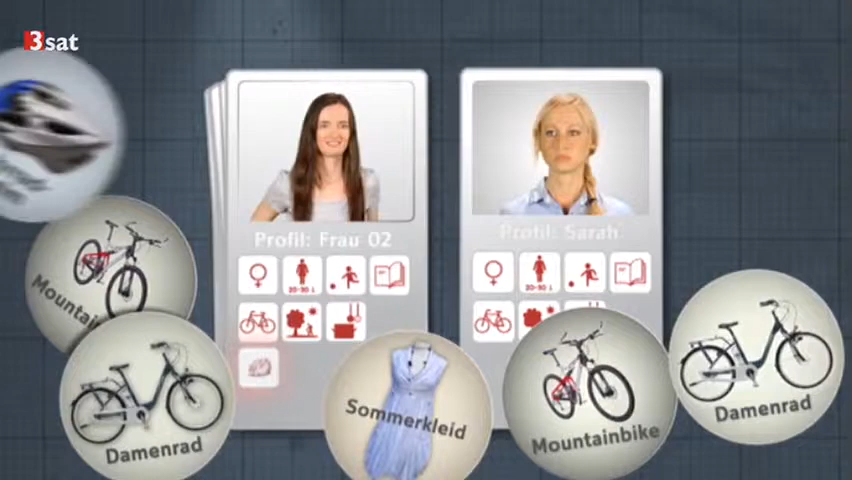 3sat
Profil: Frau 02
Profil: Sarah
20-30 J.
20-30 J.
Mountain
Damenrad
Sommerkleid
Mountainbike
Damenrad